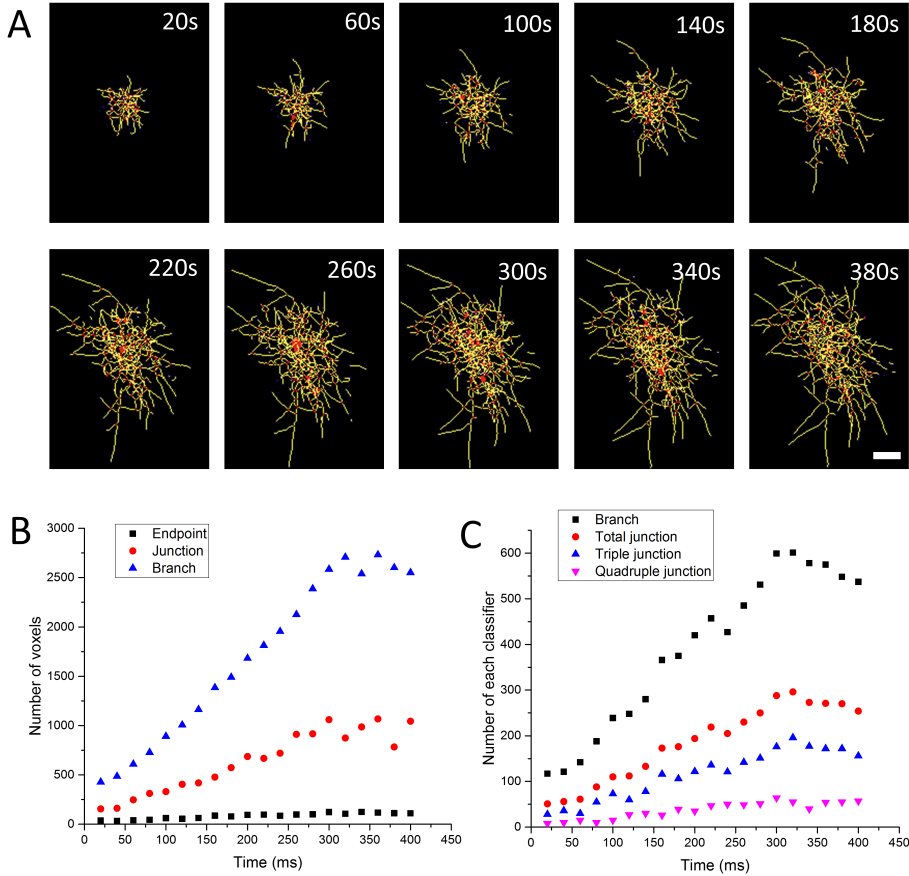 A
20s
60s
100s
140s
180s
220s
260s
300s
340s
380s
B
Endpoint
Junction
Branch
3000
2500
2000
1500
1000
500
0
Number of voxels
0 50 100 150 200 250 300 350 400 450
Time (ms)
C
Branch
Total junction
Triple junction
Quadruple junction
600
500
400
300
200
100
0
Number of each classifier
0 50 100 150 200 250 300 350 400 450
Time (ms)